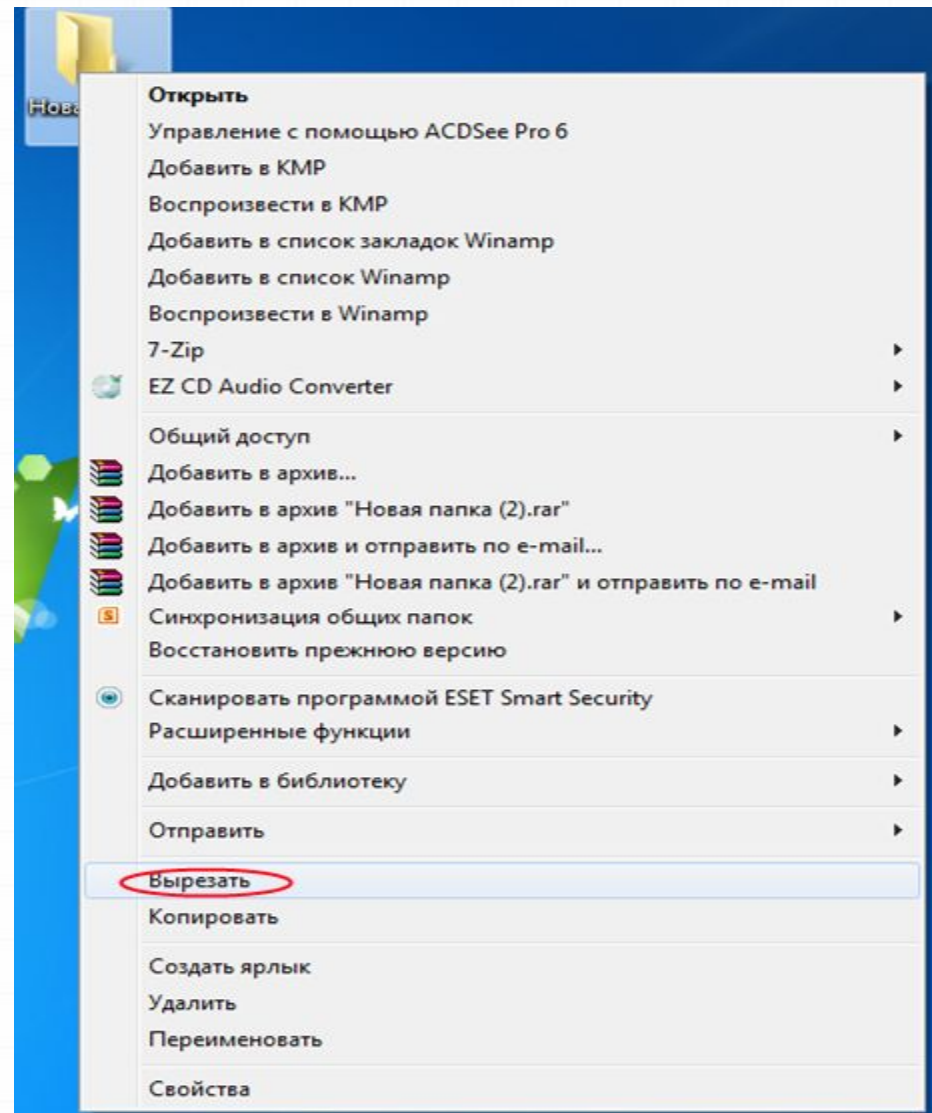 Открыть
Нова
Управление с помощью ACDSee Pro 6
Добавить в KMP
Воспроизвести в KMP
Добавить в список закладок Winamp
Добавить в список Winamp
Воспроизвести в Winamp
7-Zip
EZ CD Audio Converter
Общий доступ
Добавить в архив...
Добавить в архив "Новая папка (2).rar"
Добавить в архив и отправить по e-mail...
Добавить в архив "Новая папка (2).rar" и отправить по e-mail
S Синхронизация общих папок
Восстановить прежнюю версию
Сканировать программой ESET Smart Security
Расширенные функции
Добавить в библиотеку
Отправить
Вырезать
Копировать
Создать ярлык
Удалить
Переименовать
Свойства